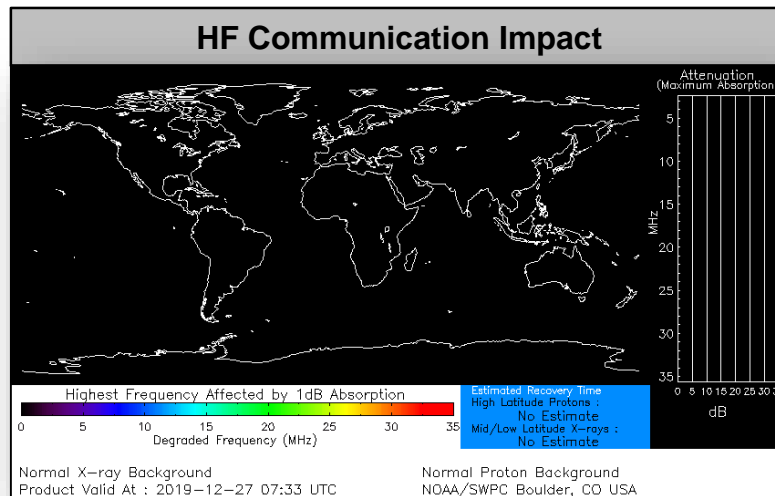 HF Communication Impact
Attenuation
(Maximum Absorption)
5
10
15
20
25
30
35
MHz
0 5 10 15 20 25 30
dB
Highest Frequency Affected by 1dB Absorption
0 5 10 15 20 25 30 35
Degraded Frequency (MHz)
Estimated Recovery Time
High Latitude Protons :
No Estimate
Mid/Low Latitude X-rays :
No Estimate
Normal X-ray Background
Product Valid At : 2019-12-27 07:33 UTC
Normal Proton Background
NOAA/SWPC Boulder, CO USA